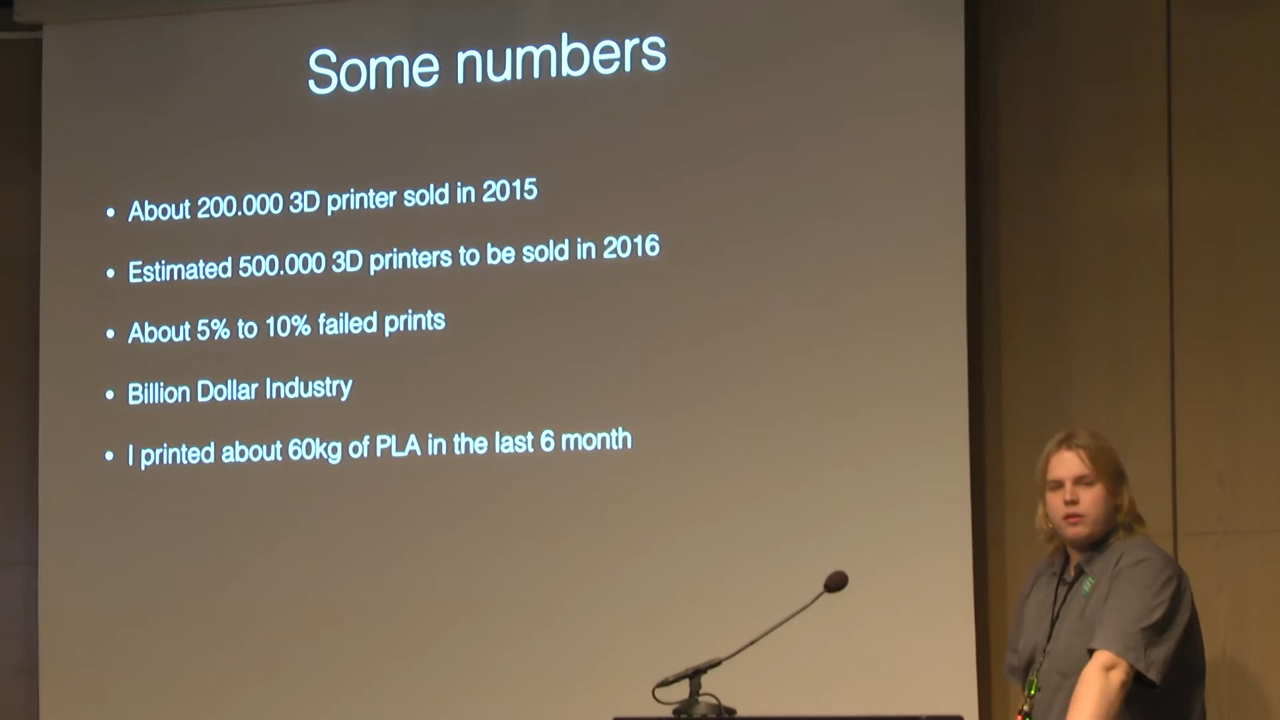 Some numbers
• About 200.000 3D printer sold in 2015
• Estimated 500.000 3D printers to be sold in 2016
• About 5% to 10% failed prints
• Billion Dollar Industry
• I printed about 60kg of PLA in the last 6 month